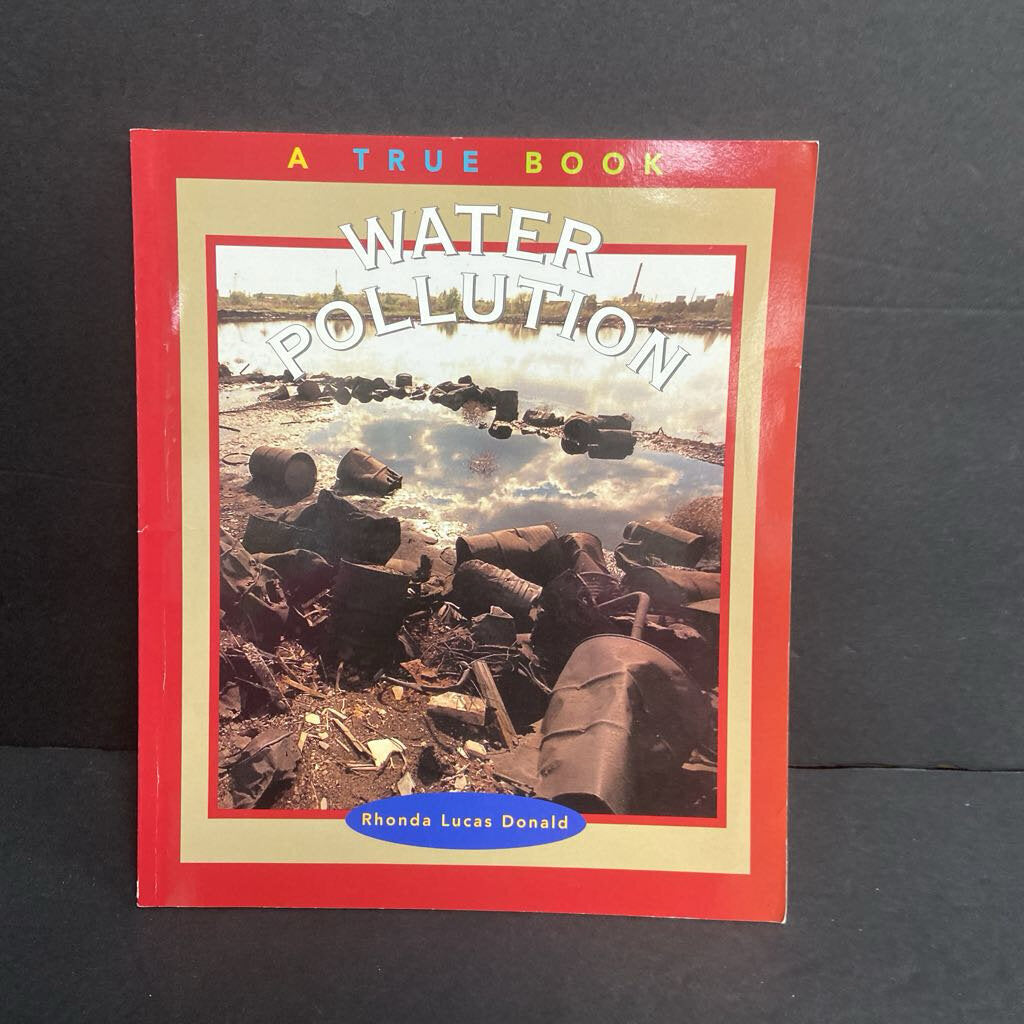 A TRUE BOOK
WATER
POLLUTION
Rhonda Lucas Donald